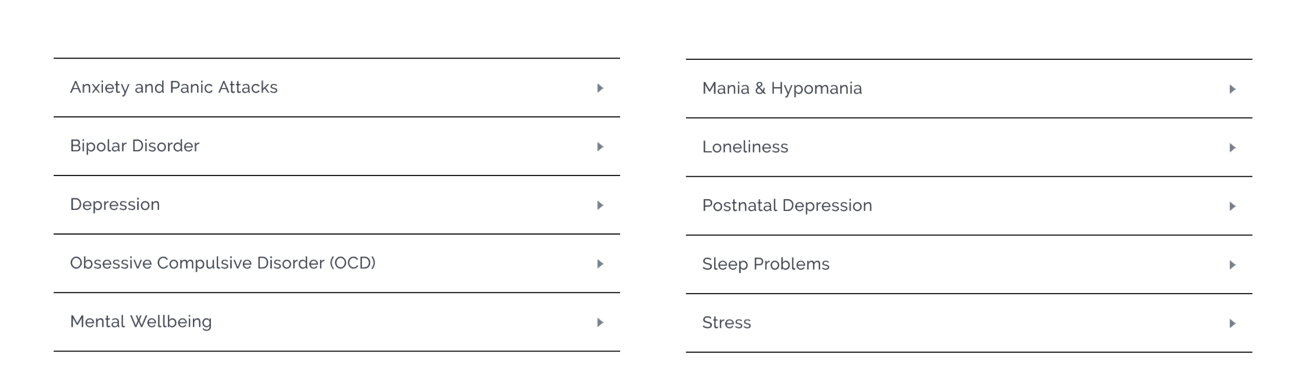 Anxiety and Panic Attacks
Bipolar Disorder
Depression
Obsessive Compulsive Disorder (OCD)
Mental Wellbeing
Mania & Hypomania
Loneliness
Postnatal Depression
Sleep Problems
Stress